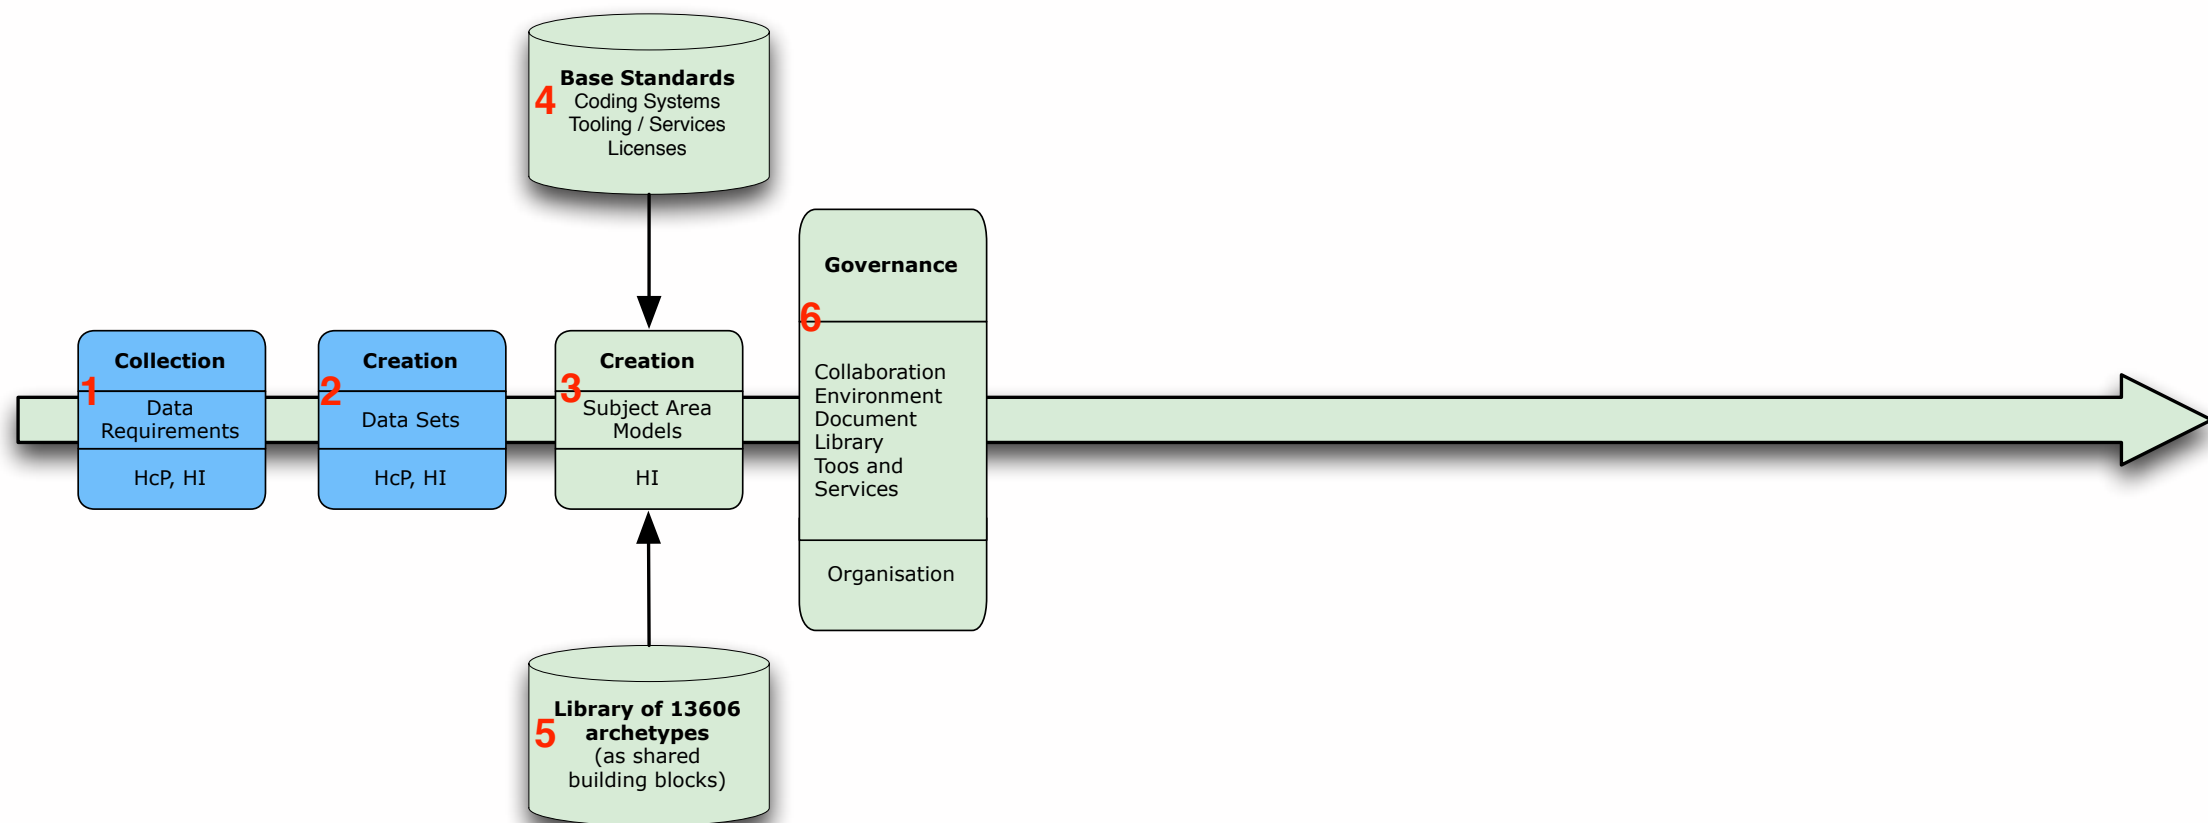 Base Standards
4
Coding Systems
Tooling / Services
Licenses
Collection
1
Data
Requirements
HcP, HI
Creation
2
Data Sets
HcP, HI
Creation
3
Subject Area
Models
HI
Governance
6
Collaboration
Environment
Document
Library
Toos and
Services
Organisation
Library of 13606
5
archetypes
(as shared
building blocks)